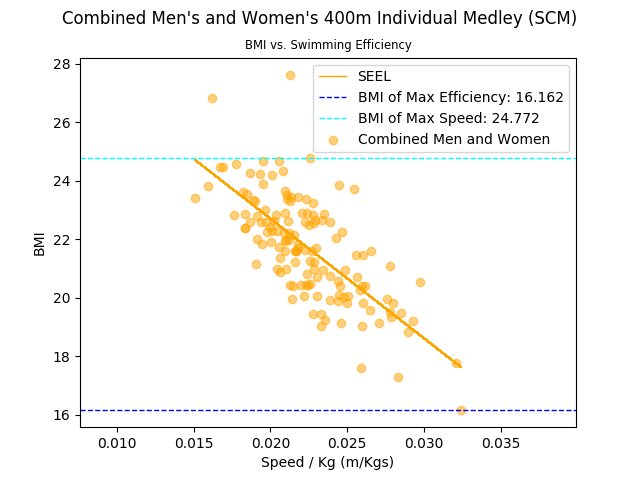 Combined Men's and Women's 400m Individual Medley (SCM)
BMI vs. Swimming Efficiency
SEEL
BMI of Max Efficiency: 16.162
BMI of Max Speed: 24.772
Combined Men and Women
28
26
24
22
20
18
16
BMI
0.010 0.015 0.020 0.025 0.030 0.035
Speed / Kg (m/Kgs)